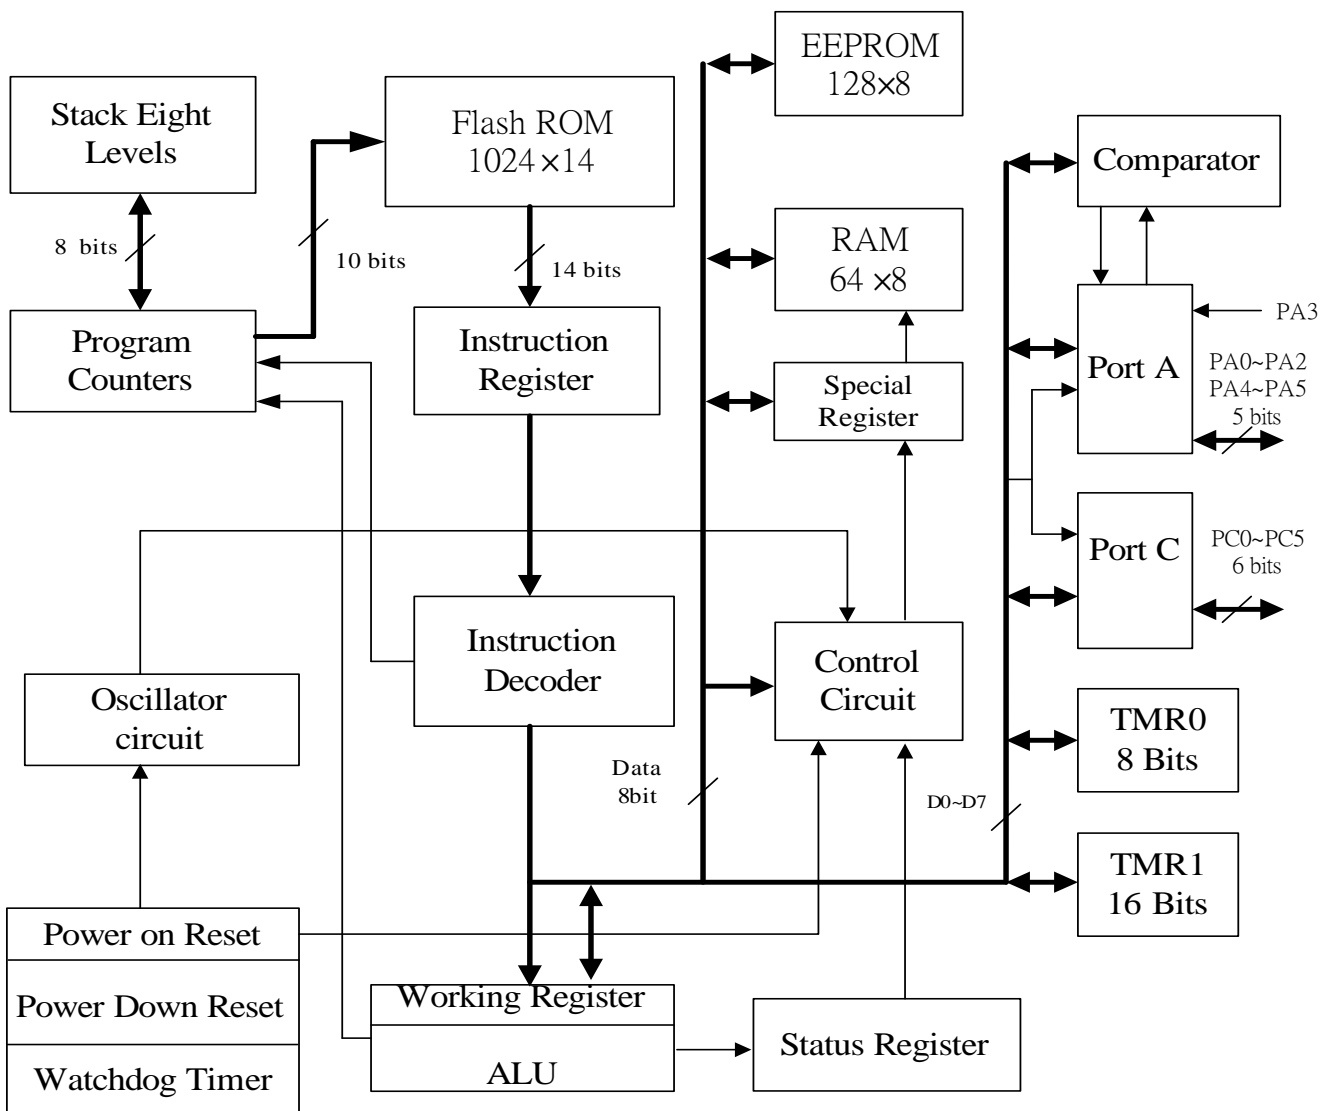 EEPROM
128×8
Stack Eight
Levels
Flash ROM
1024 ×14
Comparator
8 bits
10 bits
14 bits
RAM
64 ×8
Program
Counters
Instruction
Register
Special
Register
Port A
PA3
PA0~PA2
PA4~PA5
5 bits
Port C
PC0~PC5
6 bits
Instruction
Decoder
Control
Circuit
Oscillator
circuit
TMR0
8 Bits
Data
8bit
D0~D7
TMR1
16 Bits
Power on Reset
Power Down Reset
Watchdog Timer
Working Register
ALU
Status Register